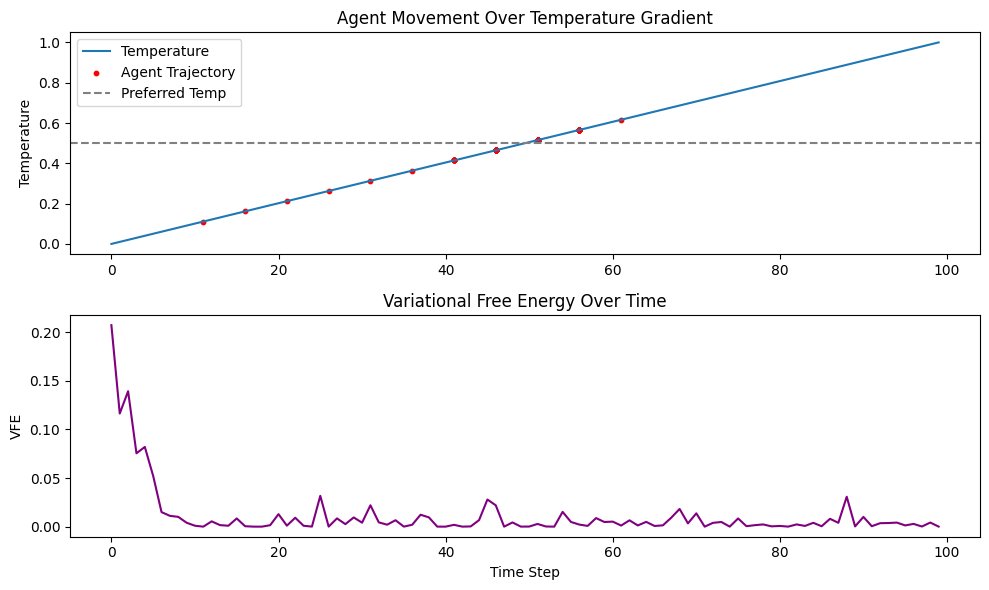 Agent Movement Over Temperature Gradient
Temperature
Agent Trajectory
Preferred Temp
Temperature
1.0
0.8
0.6
0.4
0.2
0.0
0 20 40 60 80 100
Variational Free Energy Over Time
VFE
0.20
0.15
0.10
0.05
0.00
0 20 40 60 80 100
Time Step